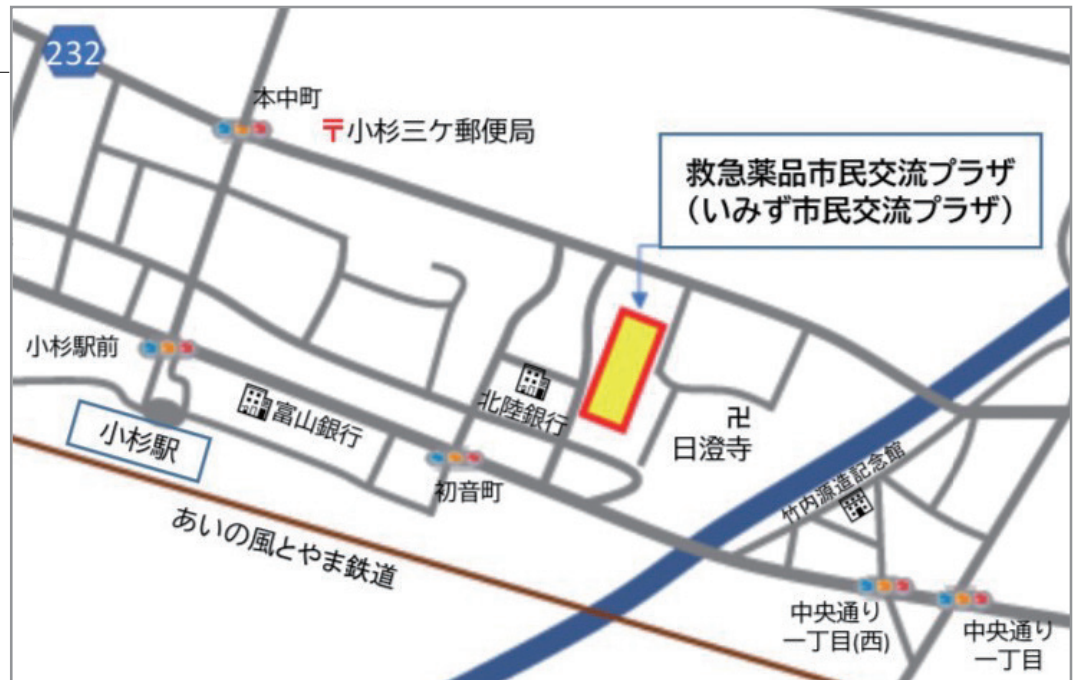 232
本中町
〒小杉三ケ郵便局
救急薬品市民交流プラザ
（いみず市民交流プラザ）
小杉駅前
小杉駅
富山銀行
北陸銀行
卍
日澄寺
初音町
竹内源造記念館
あいの風とやま鉄道
中央通り
一丁目(西)
中央通り
一丁目